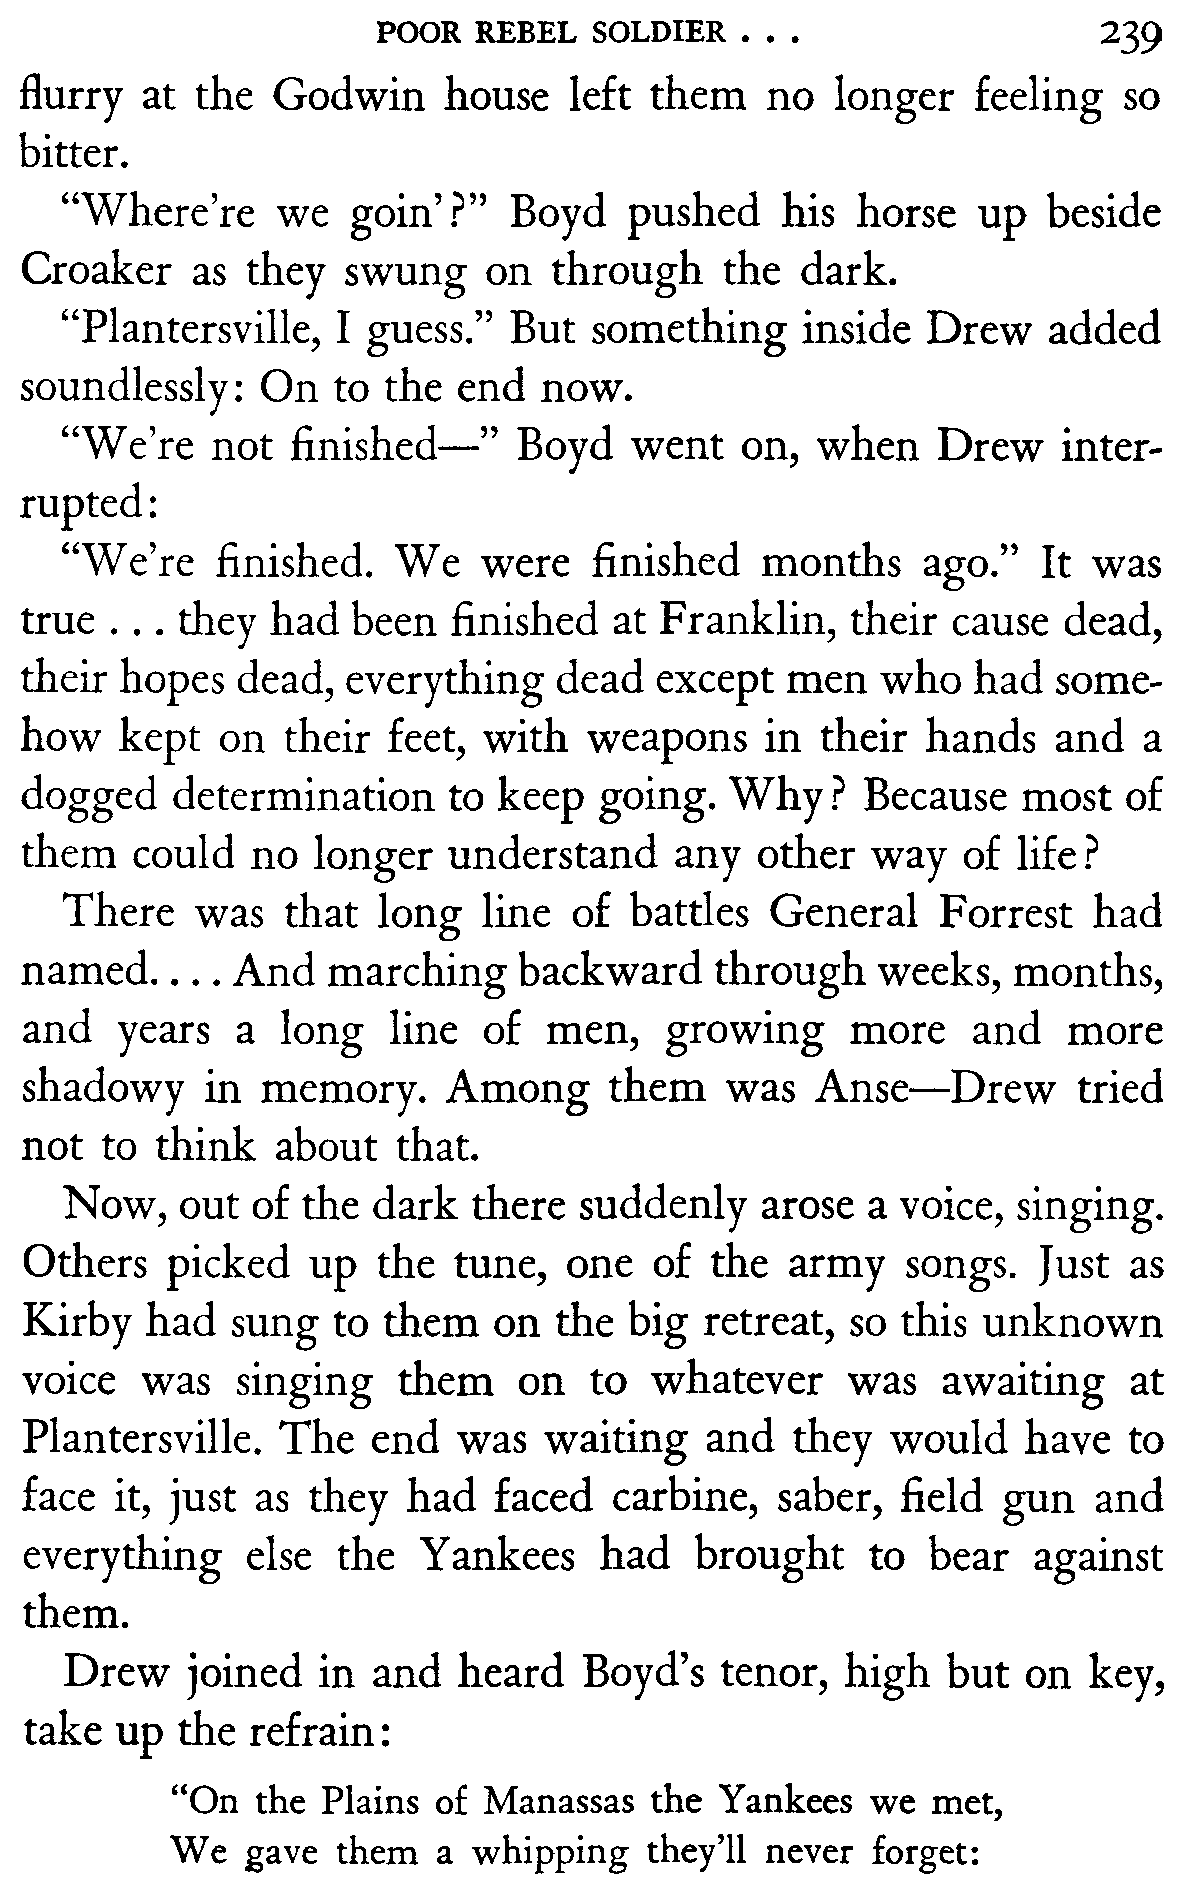 POOR REBEL SOLDIER . . . 239
flurry at the Godwin house left them no longer feeling so
bitter.
“Where're we goin'?” Boyd pushed his horse up beside
Croaker as they swung on through the dark.
“Plantersville, I guess.” But something inside Drew added
soundlessly: On to the end now.
“We're not finished—” Boyd went on, when Drew inter-
rupted:
“We're finished. We were finished months ago.” It was
true . . . they had been finished at Franklin, their cause dead,
their hopes dead, everything dead except men who had some-
how kept on their feet, with weapons in their hands and a
dogged determination to keep going. Why? Because most of
them could no longer understand any other way of life?
There was that long line of battles General Forrest had
named. . . . And marching backward through weeks, months,
and years a long line of men, growing more and more
shadowy in memory. Among them was Anse—Drew tried
not to think about that.
Now, out of the dark there suddenly arose a voice, singing.
Others picked up the tune, one of the army songs. Just as
Kirby had sung to them on the big retreat, so this unknown
voice was singing them on to whatever was awaiting at
Plantersville. The end was waiting and they would have to
face it, just as they had faced carbine, saber, field gun and
everything else the Yankees had brought to bear against
them.
Drew joined in and heard Boyd's tenor, high but on key,
take up the refrain:
“On the Plains of Manassas the Yankees we met,
We gave them a whipping they'll never forget: